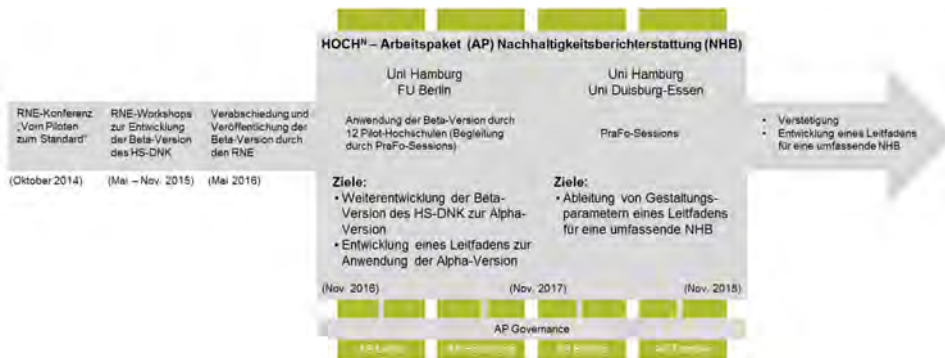 HOCHᴺ – Arbeitspaket (AP) Nachhaltigkeitsberichterstattung (NHB)
Uni Hamburg
FU Berlin
Uni Hamburg
Uni Duisburg-Essen
RNE-Konferenz
„Vom Piloten
zum Standard“
(Oktober 2014)
RNE-Workshops
zur Entwicklung
der Beta-Version
des HS-DNK
(Mai – Nov. 2015)
Verabschiedung und
Veröffentlichung der
Beta-Version durch
den RNE
(Mai 2016)
Anwendung der Beta-Version durch
12 Pilot-Hochschulen (Begleitung
durch PraFo-Sessions)
PraFo-Sessions
• Verstetigung
• Entwicklung eines Leitfadens
für eine umfassende NHB
Ziele:
• Weiterentwicklung der Beta-
Version des HS-DNK zur Alpha-
Version
• Entwicklung eines Leitfadens zur
Anwendung der Alpha-Version
Ziele:
• Ableitung von Gestaltungs-
parametern eines Leitfadens
für eine umfassende NHB
(Nov. 2016)
(Nov. 2017)
(Nov. 2018)
AP Governance